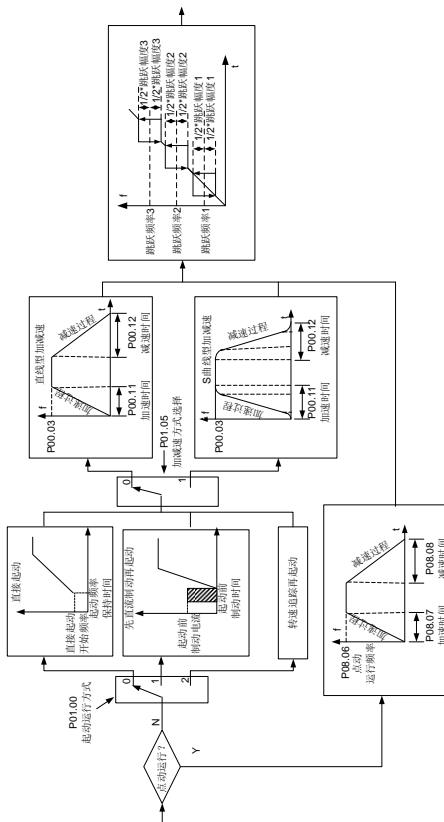 点动运行?
N
Y
P01.00
起动运行方式
0
1
2
直接起动
直接起动
开始频率
起动频率
保持时间
先直流制动再起动
起动前
制动电流
起动前
制动时间
转速追踪再起动
P01.05
加减速方式选择
0
1
直线型加减速
f
P00.03
加速过程
减速过程
t
P00.11
加速时间
P00.12
减速时间
S曲线型加减速
f
P00.03
加速过程
减速过程
t
P00.11
加速时间
P00.12
减速时间
f
P08.06
点动
运行频率
加速过程
减速过程
t
P08.07
加速时间
P08.08
减速时间
f
跳跃频率3
跳跃频率2
跳跃频率1
1/2*跳跃幅度3
1/2*跳跃幅度3
1/2*跳跃幅度2
1/2*跳跃幅度2
1/2*跳跃幅度1
1/2*跳跃幅度1
t